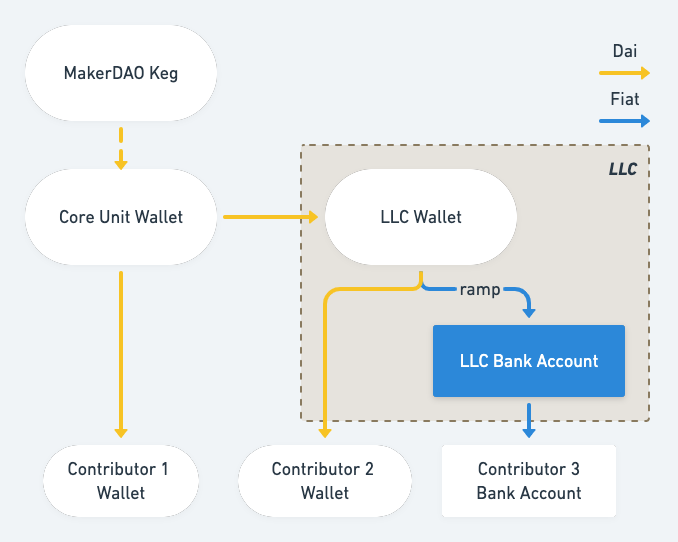 MakerDAO Keg
Dai
Fiat
LLC
Core Unit Wallet
LLC Wallet
ramp
LLC Bank Account
Contributor 1
Wallet
Contributor 2
Wallet
Contributor 3
Bank Account